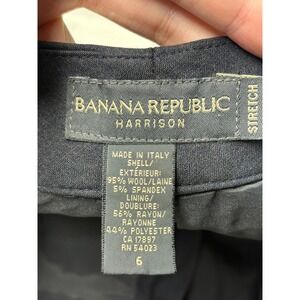 BANANA REPUBLIC
HARRISON
STRETCH
MADE IN ITALY
SHELL/
EXTÉRIEUR:
95% WOOL/LAINE
5% SPANDEX
LINING/
DOUBLURE:
56% RAYON/
RAYONNE
44% POLYESTER
CA 17897
RN 54023
6